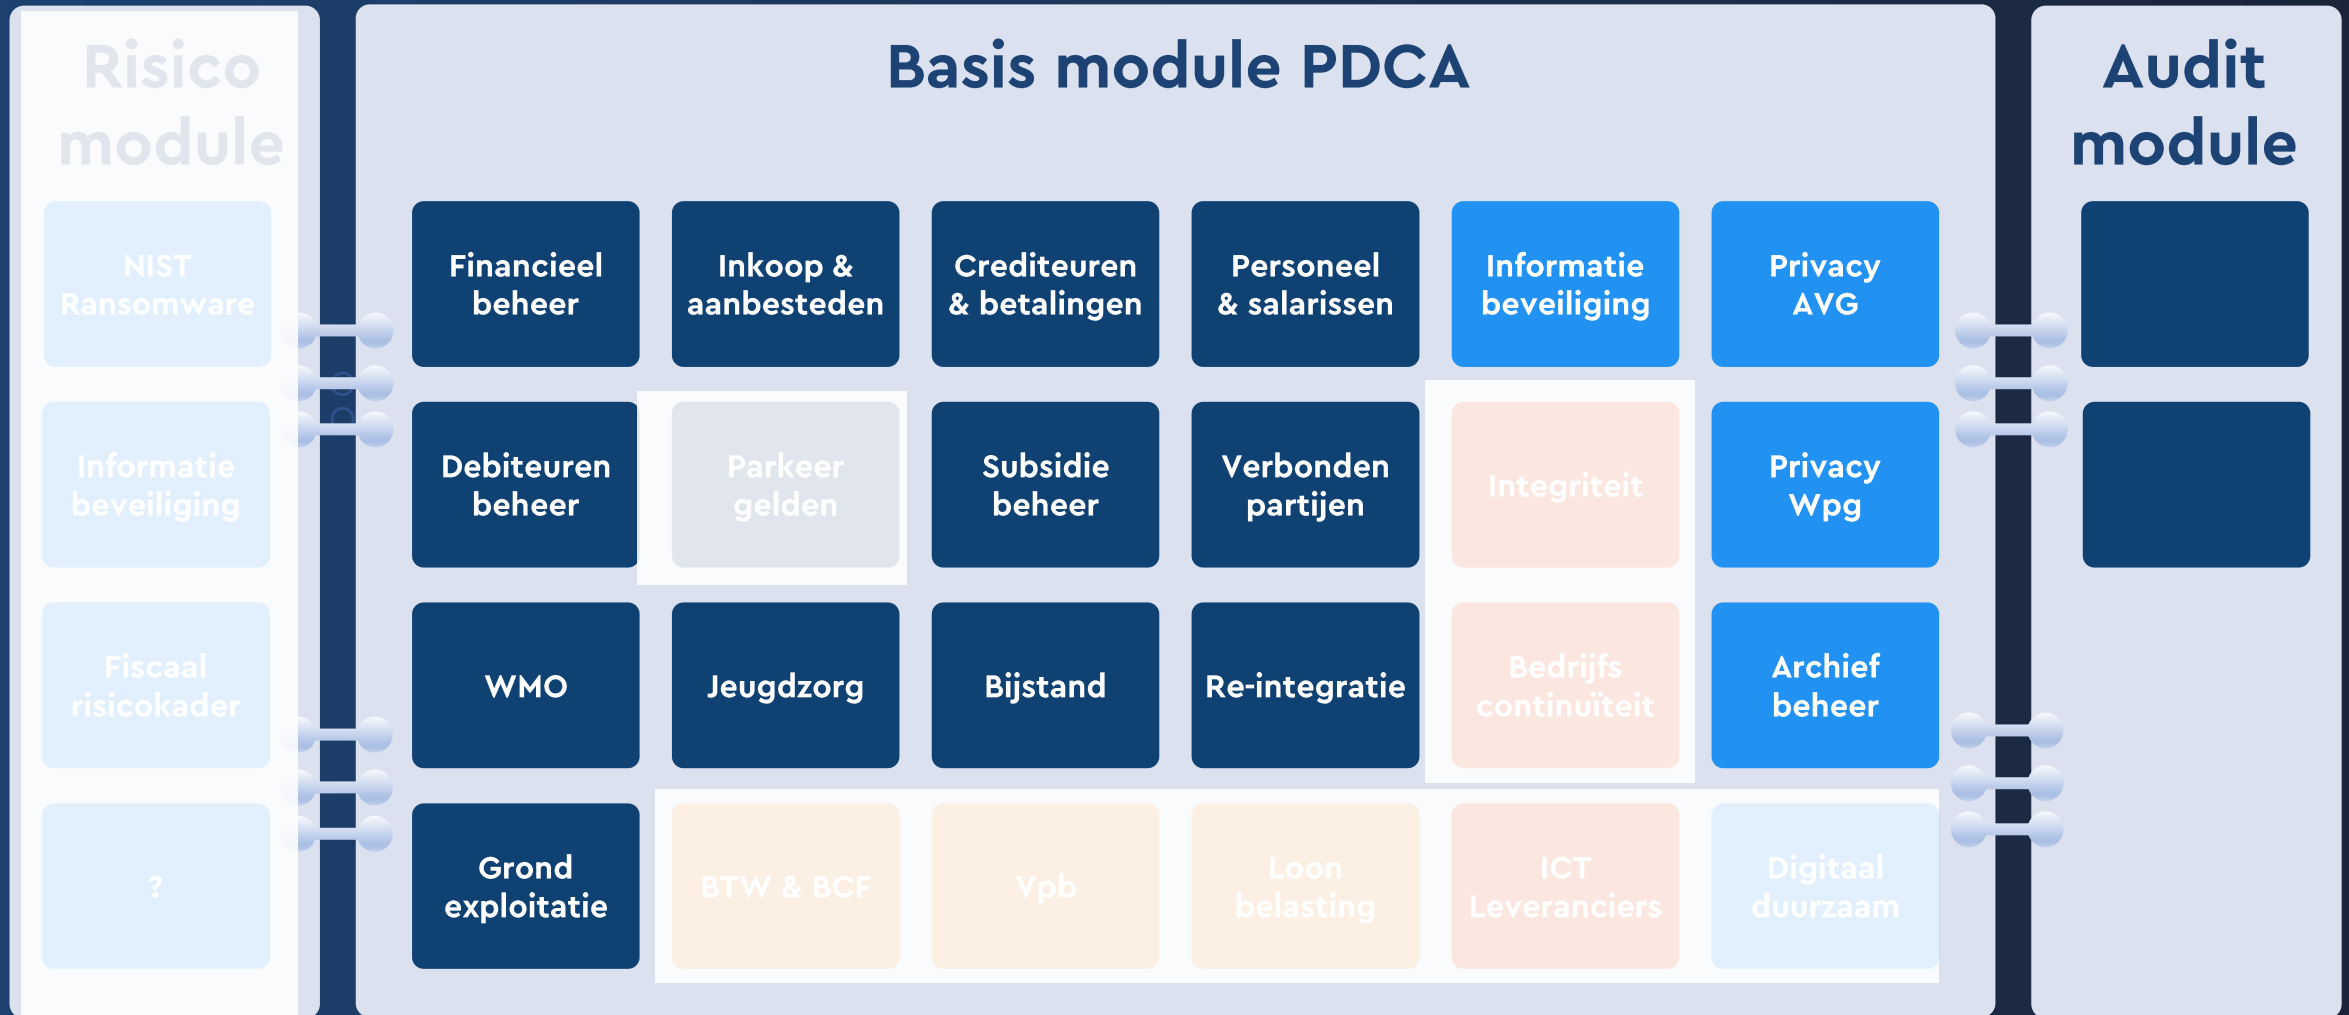 Risico
module
NIST
Ransomware
Informatie
beveiliging
Fiscaal
risicokader
?
Basis module PDCA
Financieel
beheer
Inkoop &
aanbesteden
Crediteuren
& betalingen
Personeel
& salarissen
Informatie
beveiliging
Privacy
AVG
Debiteuren
beheer
Parkeer
gelden
Subsidie
beheer
Verbonden
partijen
Integriteit
Privacy
Wpg
WMO
Jeugdzorg
Bijstand
Re-integratie
Bedrijfs
continuïteit
Archief
beheer
Grond
exploitatie
BTW & BCF
Vpb
Loon
belasting
ICT
Leveranciers
Digitaal
duurzaam
Audit
module